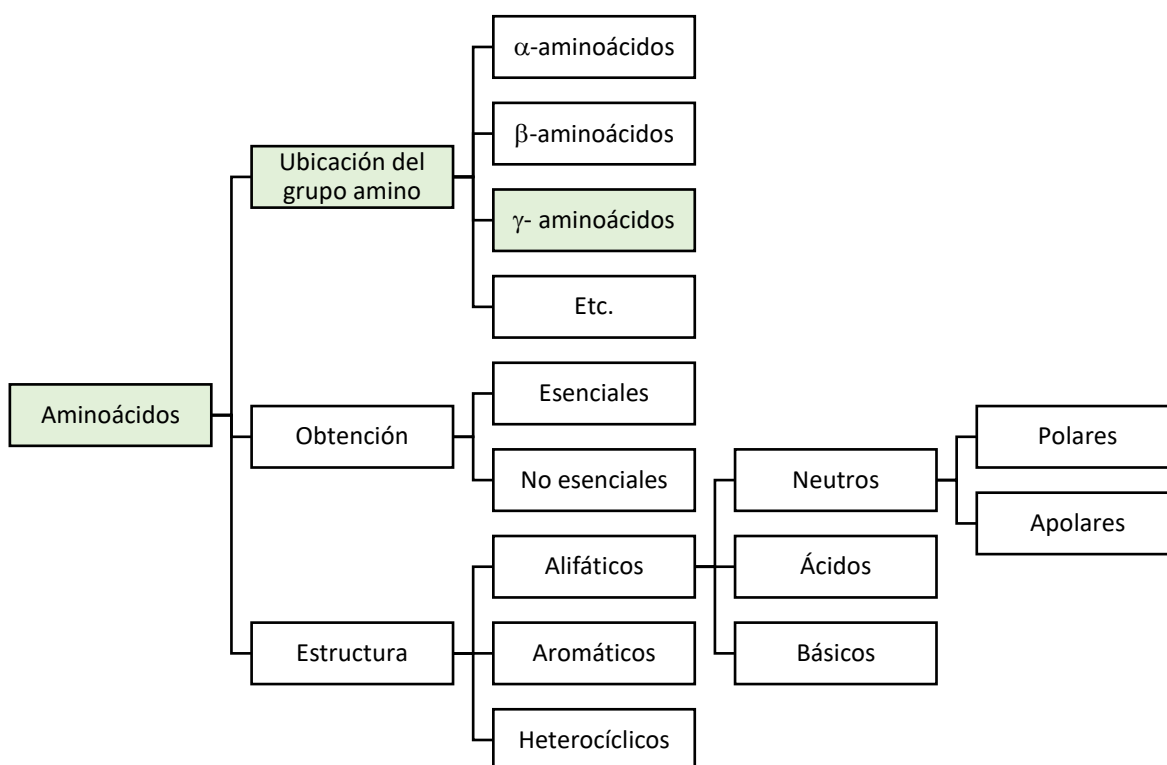 α-aminoácidos
β-aminoácidos
Ubicación del
grupo amino
γ- aminoácidos
Etc.
Esenciales
Aminoácidos
Obtención
Polares
No esenciales
Neutros
Apolares
Alifáticos
Ácidos
Estructura
Aromáticos
Básicos
Heterocíclicos